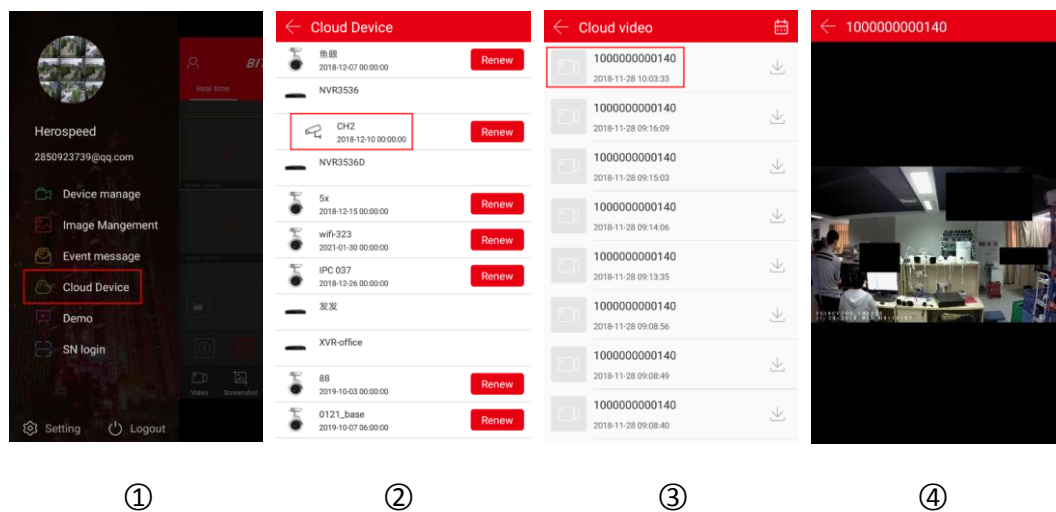 BIT
Real time
Herospeed
2850923739@qq.com
Device manage
Image Mangement
Event message
Cloud Device
Demo
SN login
Video Screenshot
Setting Logout
Cloud Device
鱼眼
2018-12-07 00:00:00
Renew
NVR3536
CH2
2018-12-10 00:00:00
Renew
NVR3536D
5x
2018-12-15 00:00:00
Renew
wifi-323
2021-01-30 00:00:00
Renew
IPC 037
2018-12-26 00:00:00
Renew
发发
XVR-office
88
2019-10-03 00:00:00
Renew
0121_base
2019-10-07 06:00:00
Renew
Cloud video
1000000000140
2018-11-28 10:03:33
1000000000140
2018-11-28 09:16:09
1000000000140
2018-11-28 09:15:03
1000000000140
2018-11-28 09:14:06
1000000000140
2018-11-28 09:13:35
1000000000140
2018-11-28 09:08:56
1000000000140
2018-11-28 09:08:49
1000000000140
2018-11-28 09:08:40
1000000000140
① ② ③ ④